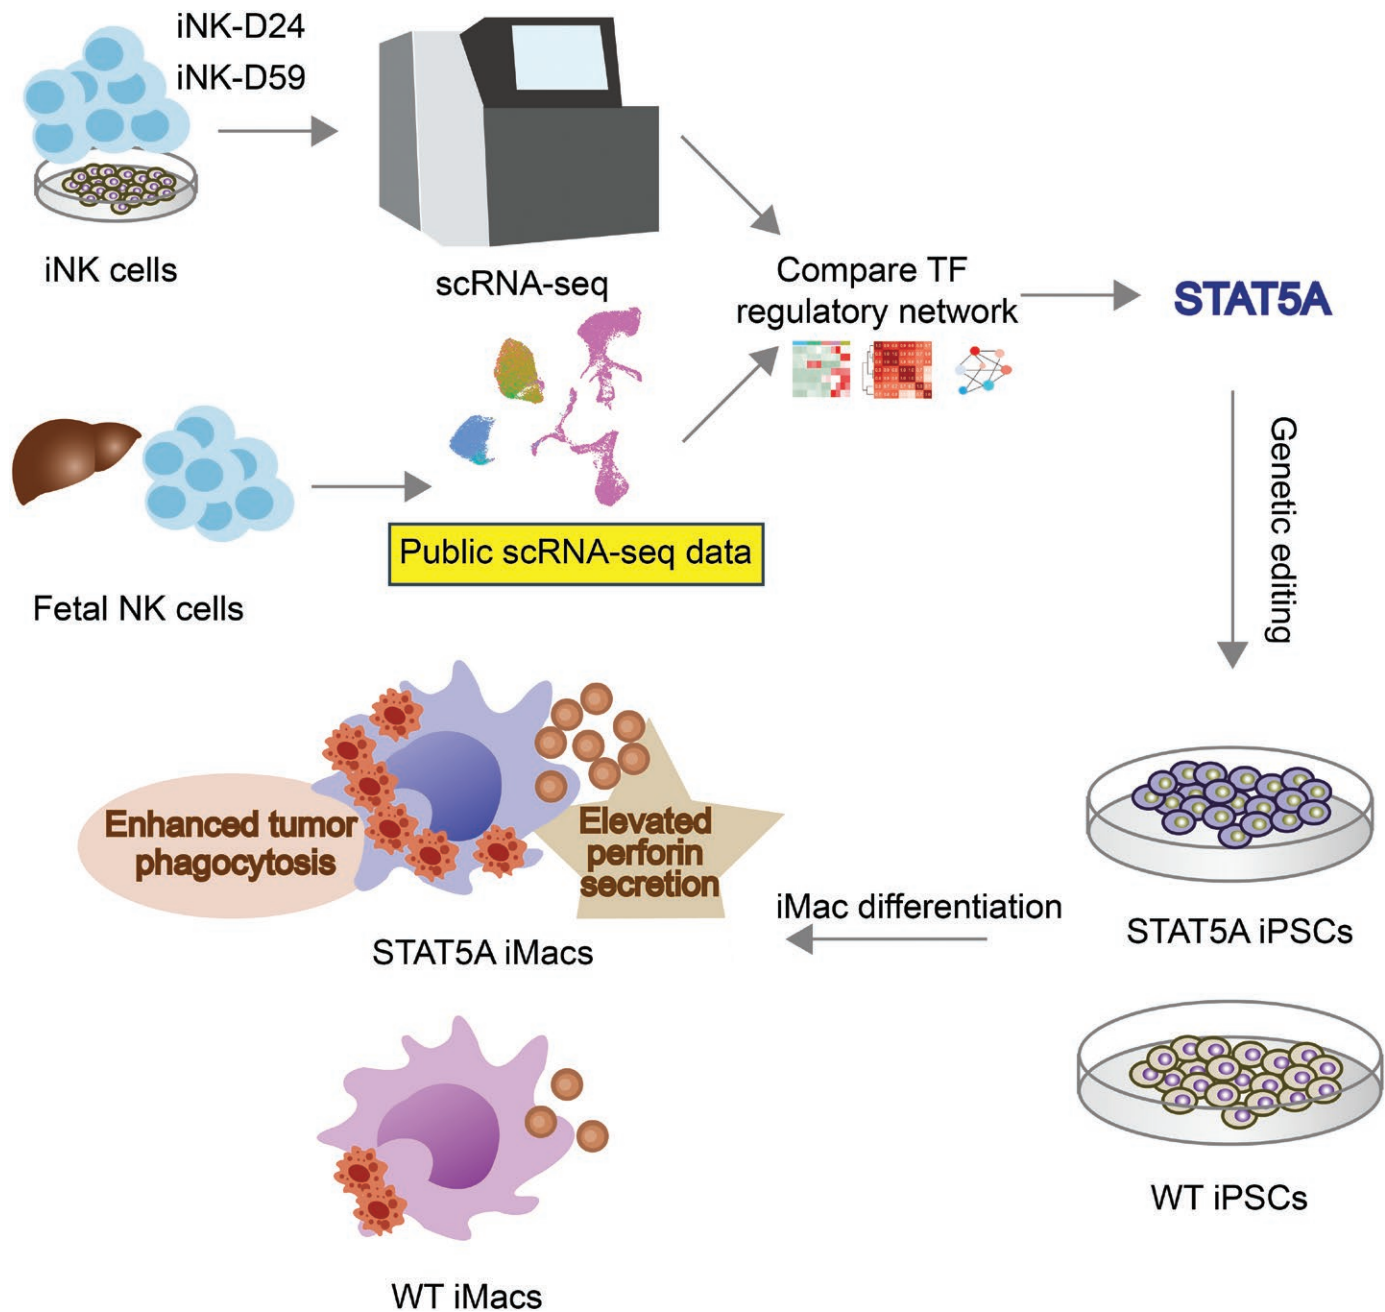 iNK-D24
iNK-D59
iNK cells
scRNA-seq
Compare TF
regulatory network
STAT5A
Genetic editing
Public scRNA-seq data
Fetal NK cells
Enhanced tumor
phagocytosis
Elevated
perforin
secretion
STAT5A iMacs
iMac differentiation
STAT5A iPSCs
WT iPSCs
WT iMacs